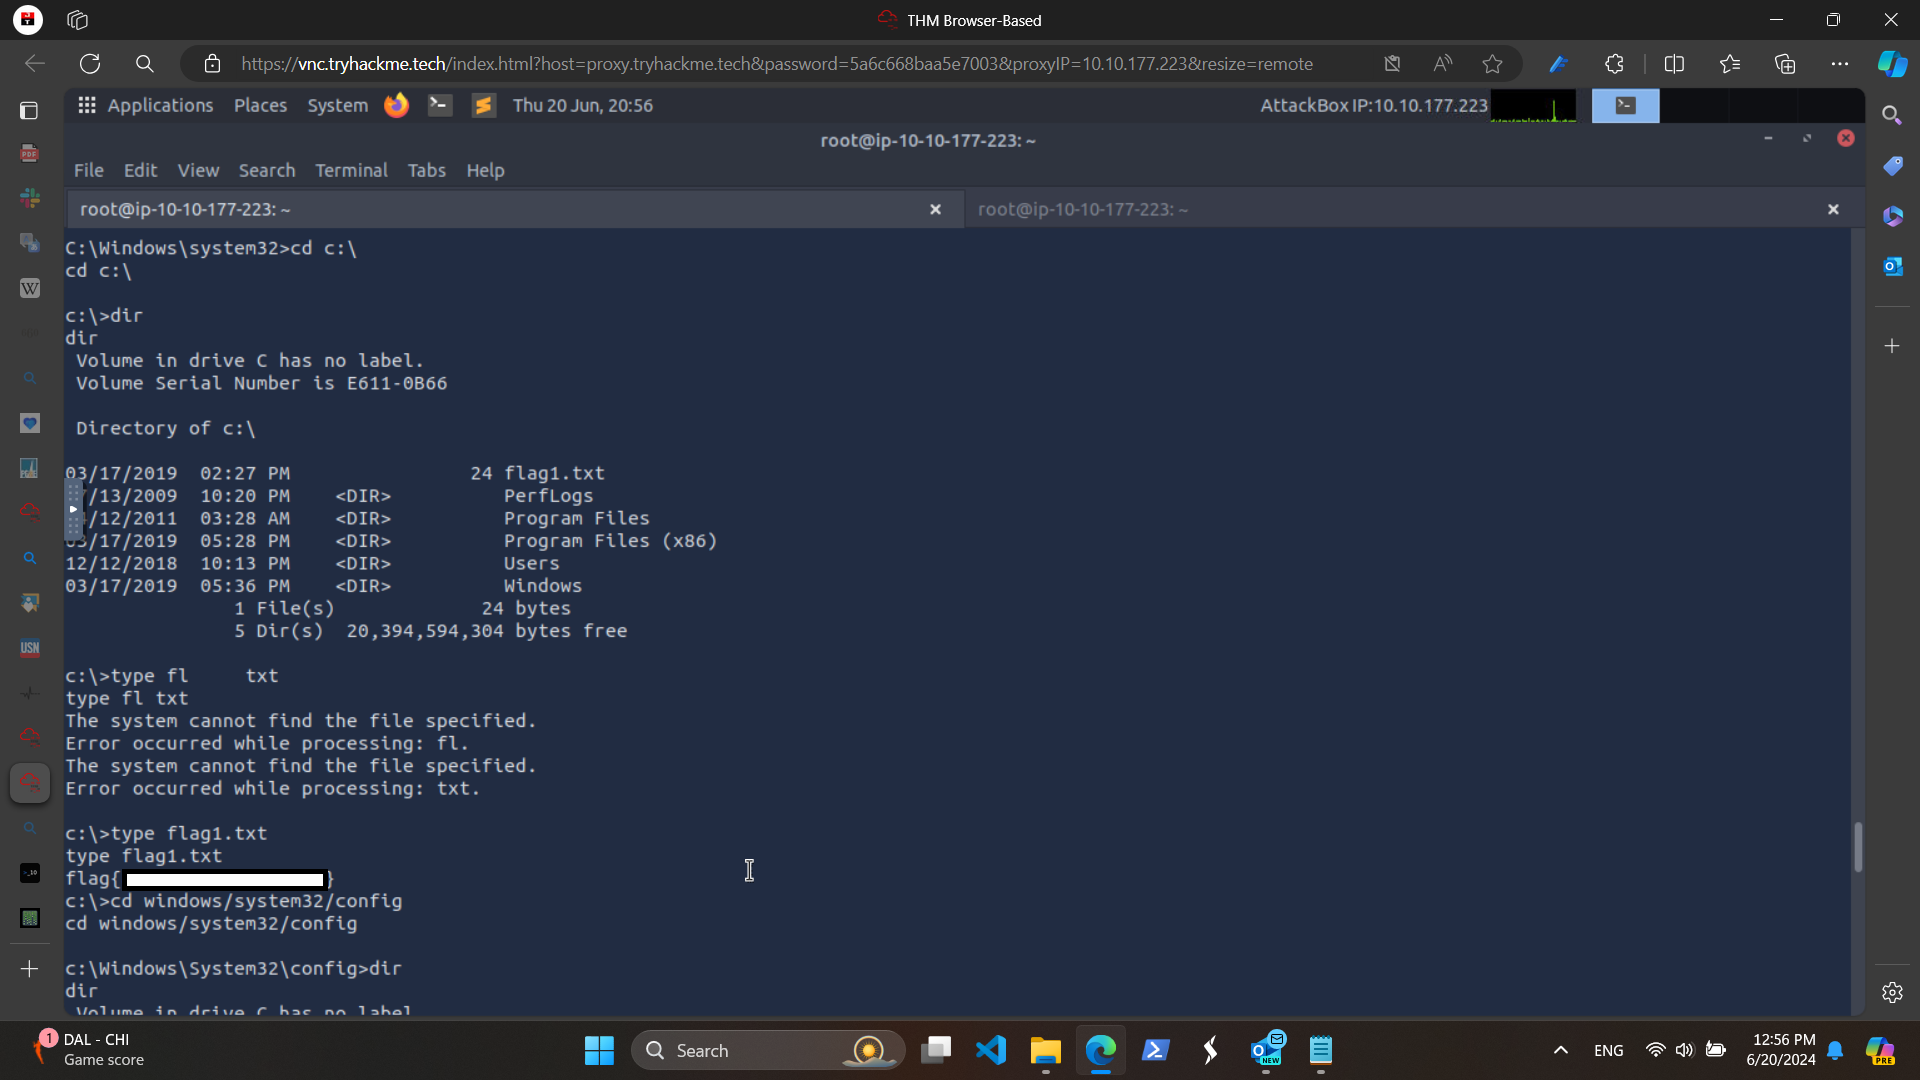 THM Browser-Based
https://vnc.tryhackme.tech/index.html?host=proxy.tryhackme.tech&password=5a6c668baa5e7003&proxyIP=10.10.177.223&resize=remote
Applications Places System Thu 20 Jun, 20:56 AttackBox IP:10.10.177.223
root@ip-10-10-177-223: ~
File Edit View Search Terminal Tabs Help
root@ip-10-10-177-223: ~ root@ip-10-10-177-223: ~
C:\Windows\system32>cd c:\
cd c:\
c:\>dir
dir
Volume in drive C has no label.
Volume Serial Number is E611-0B66
Directory of c:\
03/17/2019 02:27 PM 24 flag1.txt
/13/2009 10:20 PM <DIR> PerfLogs
/12/2011 03:28 AM <DIR> Program Files
03/17/2019 05:28 PM <DIR> Program Files (x86)
12/12/2018 10:13 PM <DIR> Users
03/17/2019 05:36 PM <DIR> Windows
1 File(s) 24 bytes
5 Dir(s) 20,394,594,304 bytes free
c:\>type fl txt
type fl txt
The system cannot find the file specified.
Error occurred while processing: fl.
The system cannot find the file specified.
Error occurred while processing: txt.
c:\>type flag1.txt
type flag1.txt
flag{ }
c:\>cd windows/system32/config
cd windows/system32/config
c:\Windows\System32\config>dir
dir
Volume in drive C has no label
PDF
W
USN
1
DAL - CHI
Game score
Search
NEW
ENG
12:56 PM
6/20/2024
PRE